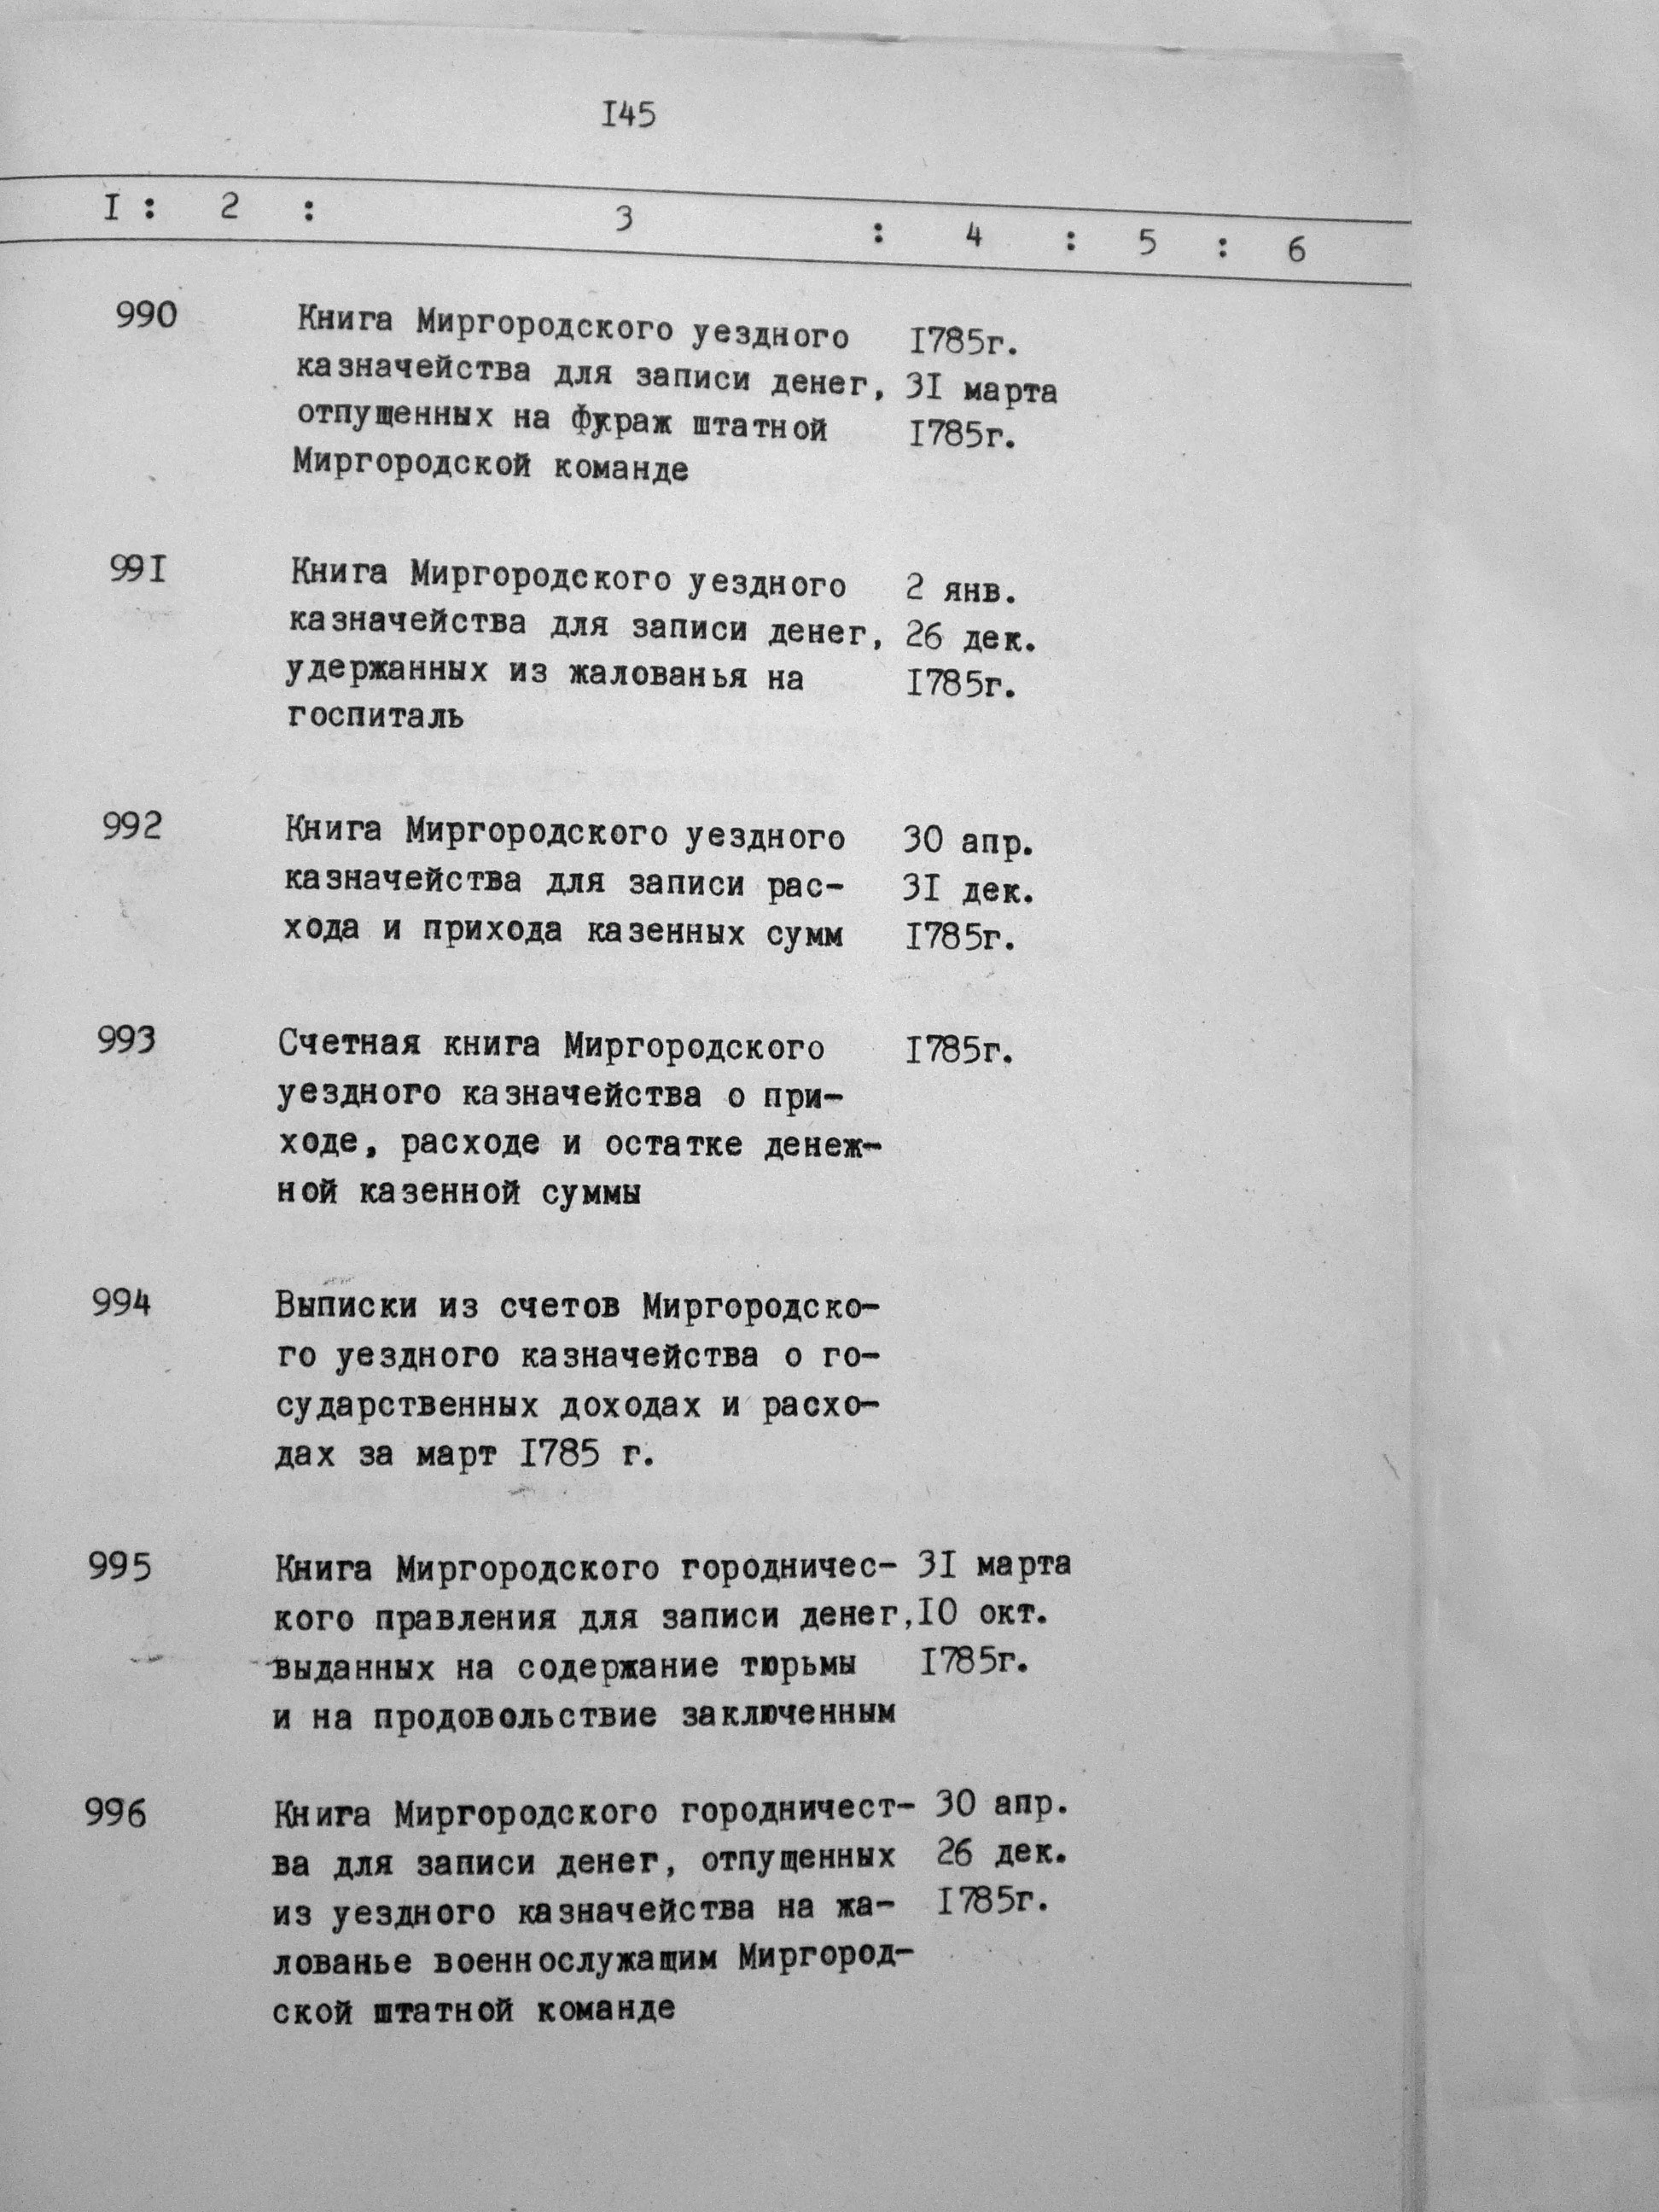 I45
I : 2 : 3 : 4 : 5 : 6
990 Книга Миргородского уездного I785г.
казначейства для записи денег, 3I марта
отпущенных на фураж штатной I785г.
Миргородской команде
99I Книга Миргородского уездного 2 янв.
казначейства для записи денег, 26 дек.
удержанных из жалованья на I785г.
госпиталь
992 Книга Миргородского уездного 30 апр.
казначейства для записи рас- 3I дек.
хода и прихода казенных сумм I785г.
993 Счетная книга Миргородского I785г.
уездного казначейства о при-
ходе, расходе и остатке денеж-
ной казенной суммы
994 Выписки из счетов Миргородско-
го уездного казначейства о го-
сударственных доходах и расхо-
дах за март I785 г.
995 Книга Миргородского городничес- 3I марта
кого правления для записи денег, I0 окт.
выданных на содержание тюрьмы I785г.
и на продовольствие заключенным
996 Книга Миргородского городничест- 30 апр.
ва для записи денег, отпущенных 26 дек.
из уездного казначейства на жа- I785г.
лованье военнослужащим Миргород-
ской штатной команде